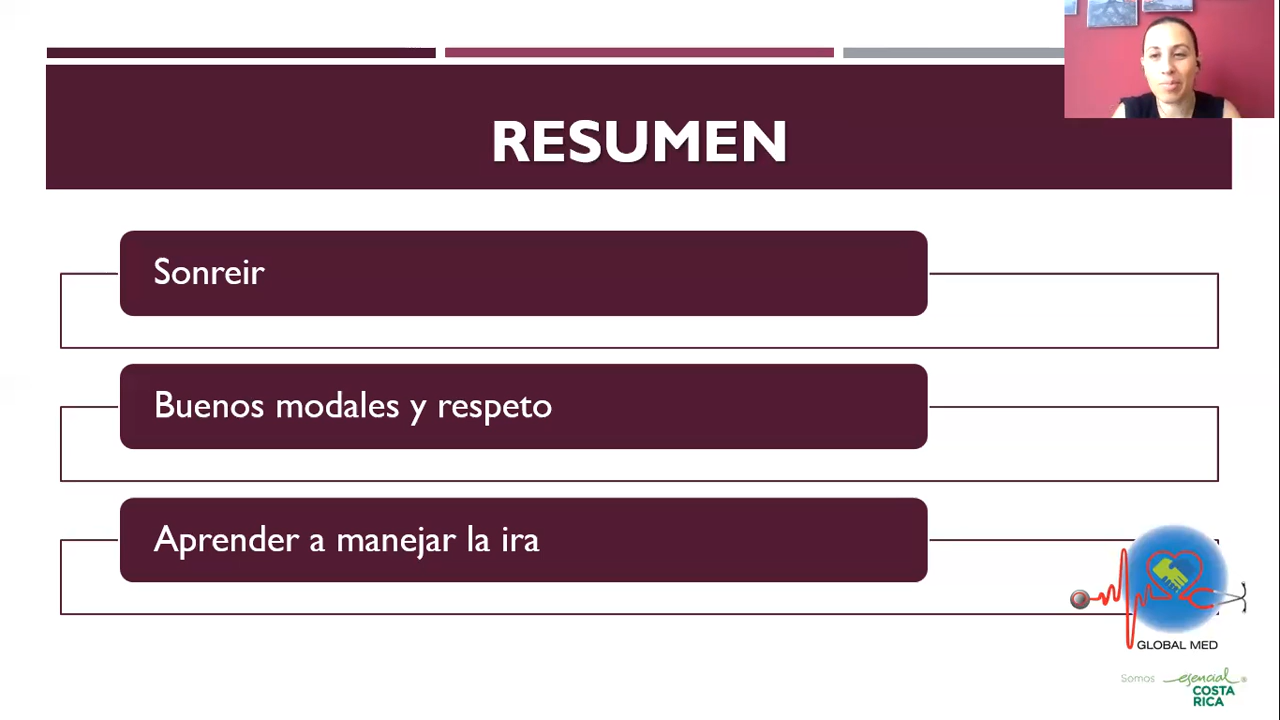 RESUMEN
Sonreir
Buenos modales y respeto
Aprender a manejar la ira
GLOBAL MED
Somos esencial
COSTA
RICA